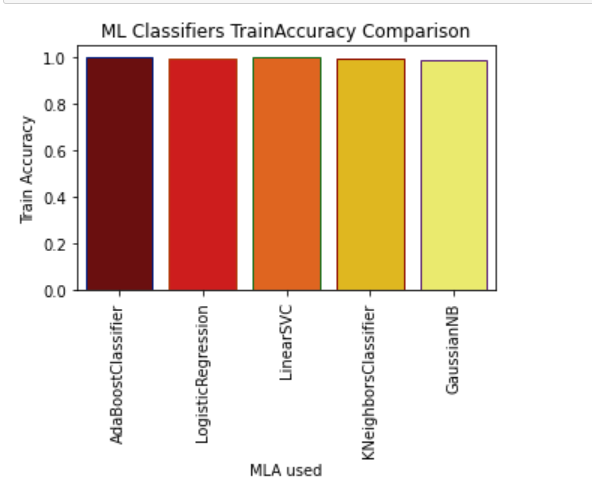 ML Classifiers TrainAccuracy Comparison
Train Accuracy
1.0
0.8
0.6
0.4
0.2
0.0
AdaBoostClassifier
LogisticRegression
LinearSVC
KNeighborsClassifier
GaussianNB
MLA used